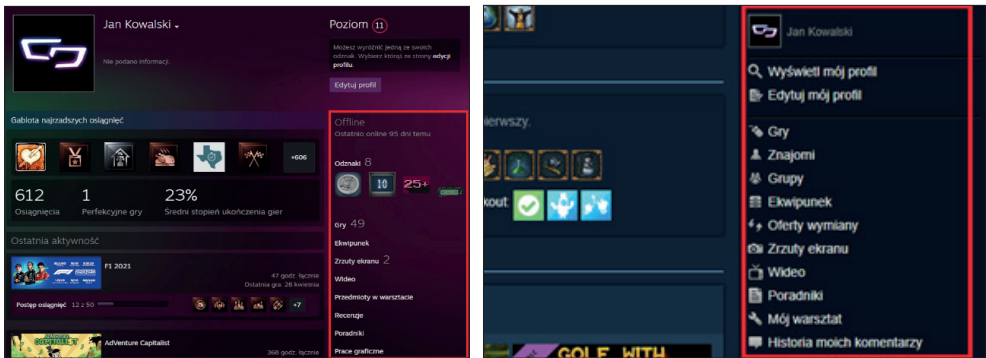 Jan Kowalski
Nie podano informacji.
Poziom 11
Możesz wyróżnić jedną ze swoich
odznak. Wybierz którąś ze strony edycji
profilu.
Edytuj profil
Gablota najrzadszych osiągnięć
+606
612
Osiągnięcia
1
Perfekcyjne gry
23%
Średni stopień ukończenia gier
Ostatnia aktywność
F1 2021
47 godz. łącznie
Ostatnia gra: 26 kwietnia
Postęp osiągnięć 12 z 50
+7
AdVenture Capitalist
368 godz. łącznie
Offline
Ostatnio online 95 dni temu
Odznaki 8
10
25+
Gry 49
Ekwipunek
Zrzuty ekranu 2
Wideo
Przedmioty w warsztacie
Recenzje
Poradniki
Prace graficzne
pierwszy.
kout
GOLF WITH
Jan Kowalski
Wyświetl mój profil
Edytuj mój profil
Gry
Znajomi
Grupy
Ekwipunek
Oferty wymiany
Zrzuty ekranu
Wideo
Poradniki
Mój warsztat
Historia moich komentarzy